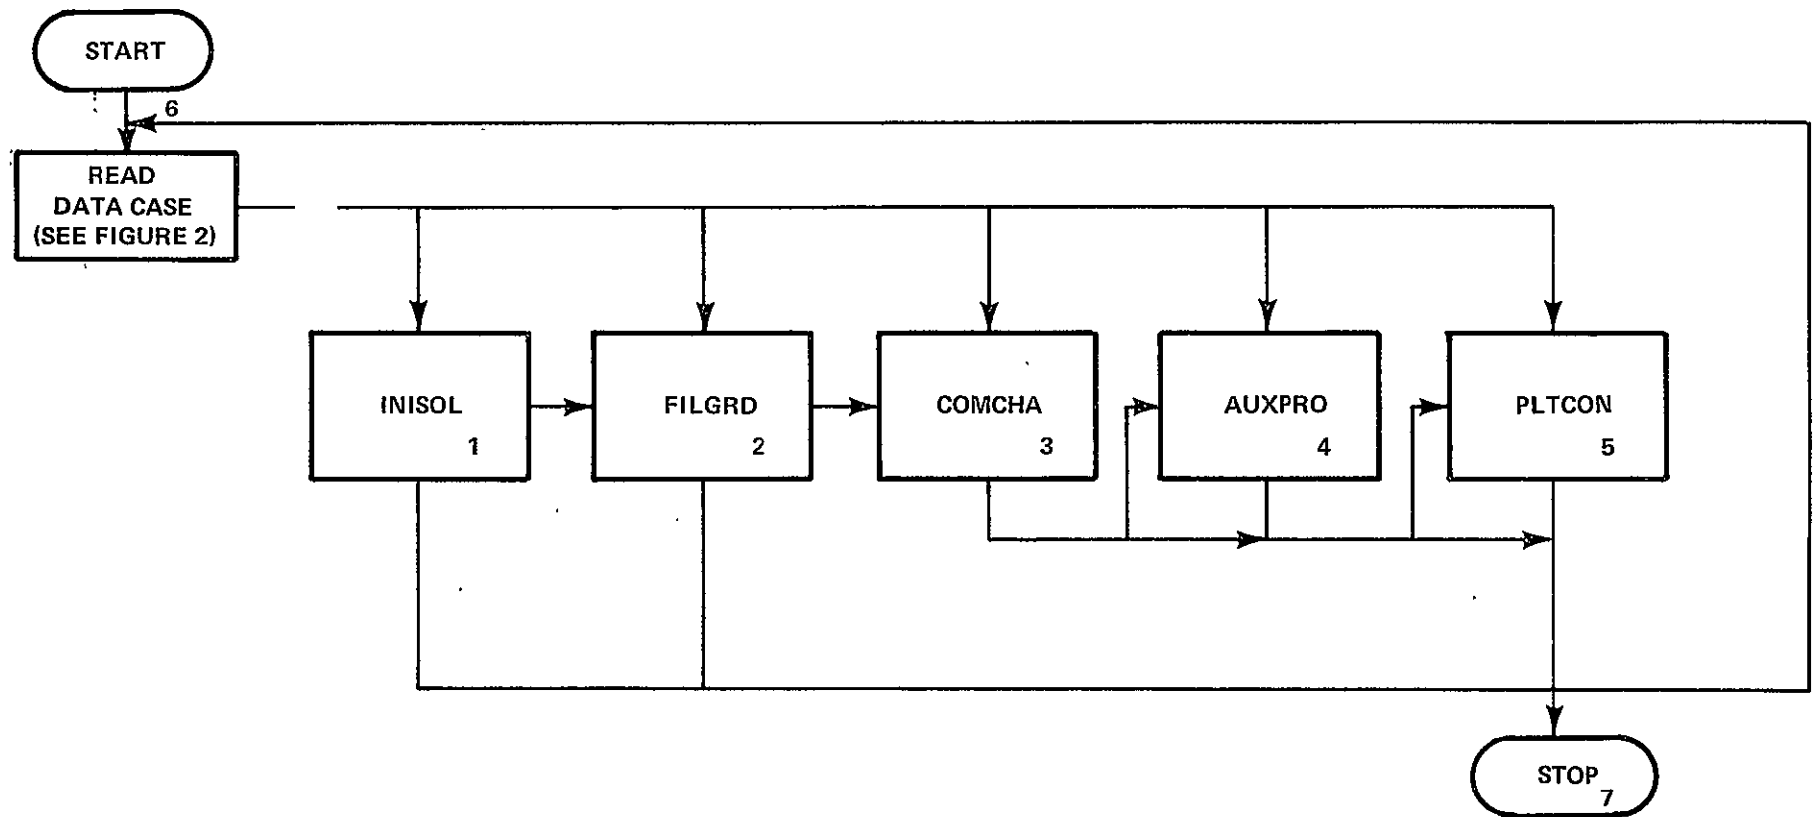 START
6
READ
DATA CASE
(SEE FIGURE 2)
INISOL
1
FILGRD
2
COMCHA
3
AUXPRO
4
PLTCON
5
STOP
7